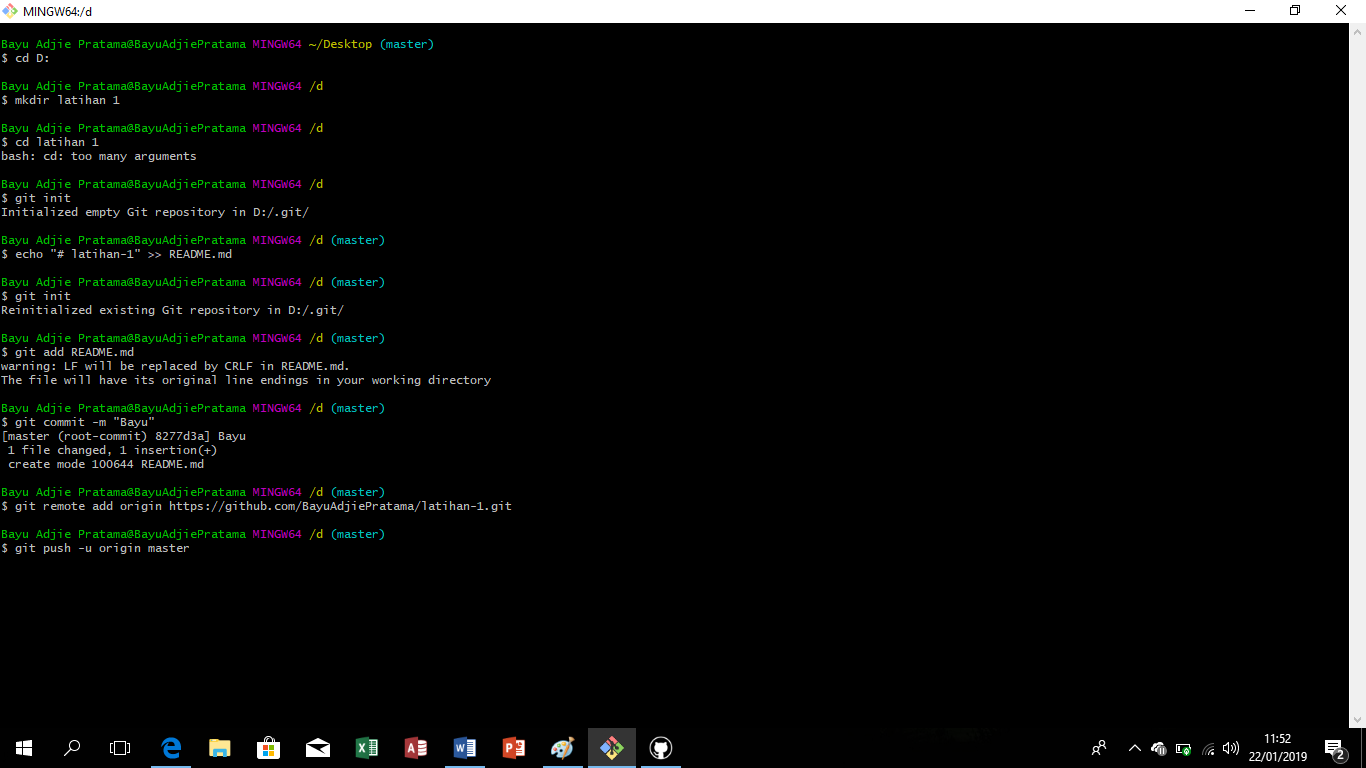 MINGW64:/d
Bayu Adjie Pratama@BayuAdjiePratama MINGW64 ~/Desktop (master)
$ cd D:
Bayu Adjie Pratama@BayuAdjiePratama MINGW64 /d
$ mkdir latihan 1
Bayu Adjie Pratama@BayuAdjiePratama MINGW64 /d
$ cd latihan 1
bash: cd: too many arguments
Bayu Adjie Pratama@BayuAdjiePratama MINGW64 /d
$ git init
Initialized empty Git repository in D:/.git/
Bayu Adjie Pratama@BayuAdjiePratama MINGW64 /d (master)
$ echo "# latihan-1" >> README.md
Bayu Adjie Pratama@BayuAdjiePratama MINGW64 /d (master)
$ git init
Reinitialized existing Git repository in D:/.git/
Bayu Adjie Pratama@BayuAdjiePratama MINGW64 /d (master)
$ git add README.md
warning: LF will be replaced by CRLF in README.md.
The file will have its original line endings in your working directory
Bayu Adjie Pratama@BayuAdjiePratama MINGW64 /d (master)
$ git commit -m "Bayu"
[master (root-commit) 8277d3a] Bayu
 1 file changed, 1 insertion(+)
 create mode 100644 README.md
Bayu Adjie Pratama@BayuAdjiePratama MINGW64 /d (master)
$ git remote add origin https://github.com/BayuAdjiePratama/latihan-1.git
Bayu Adjie Pratama@BayuAdjiePratama MINGW64 /d (master)
$ git push -u origin master
11:52
22/01/2019
2